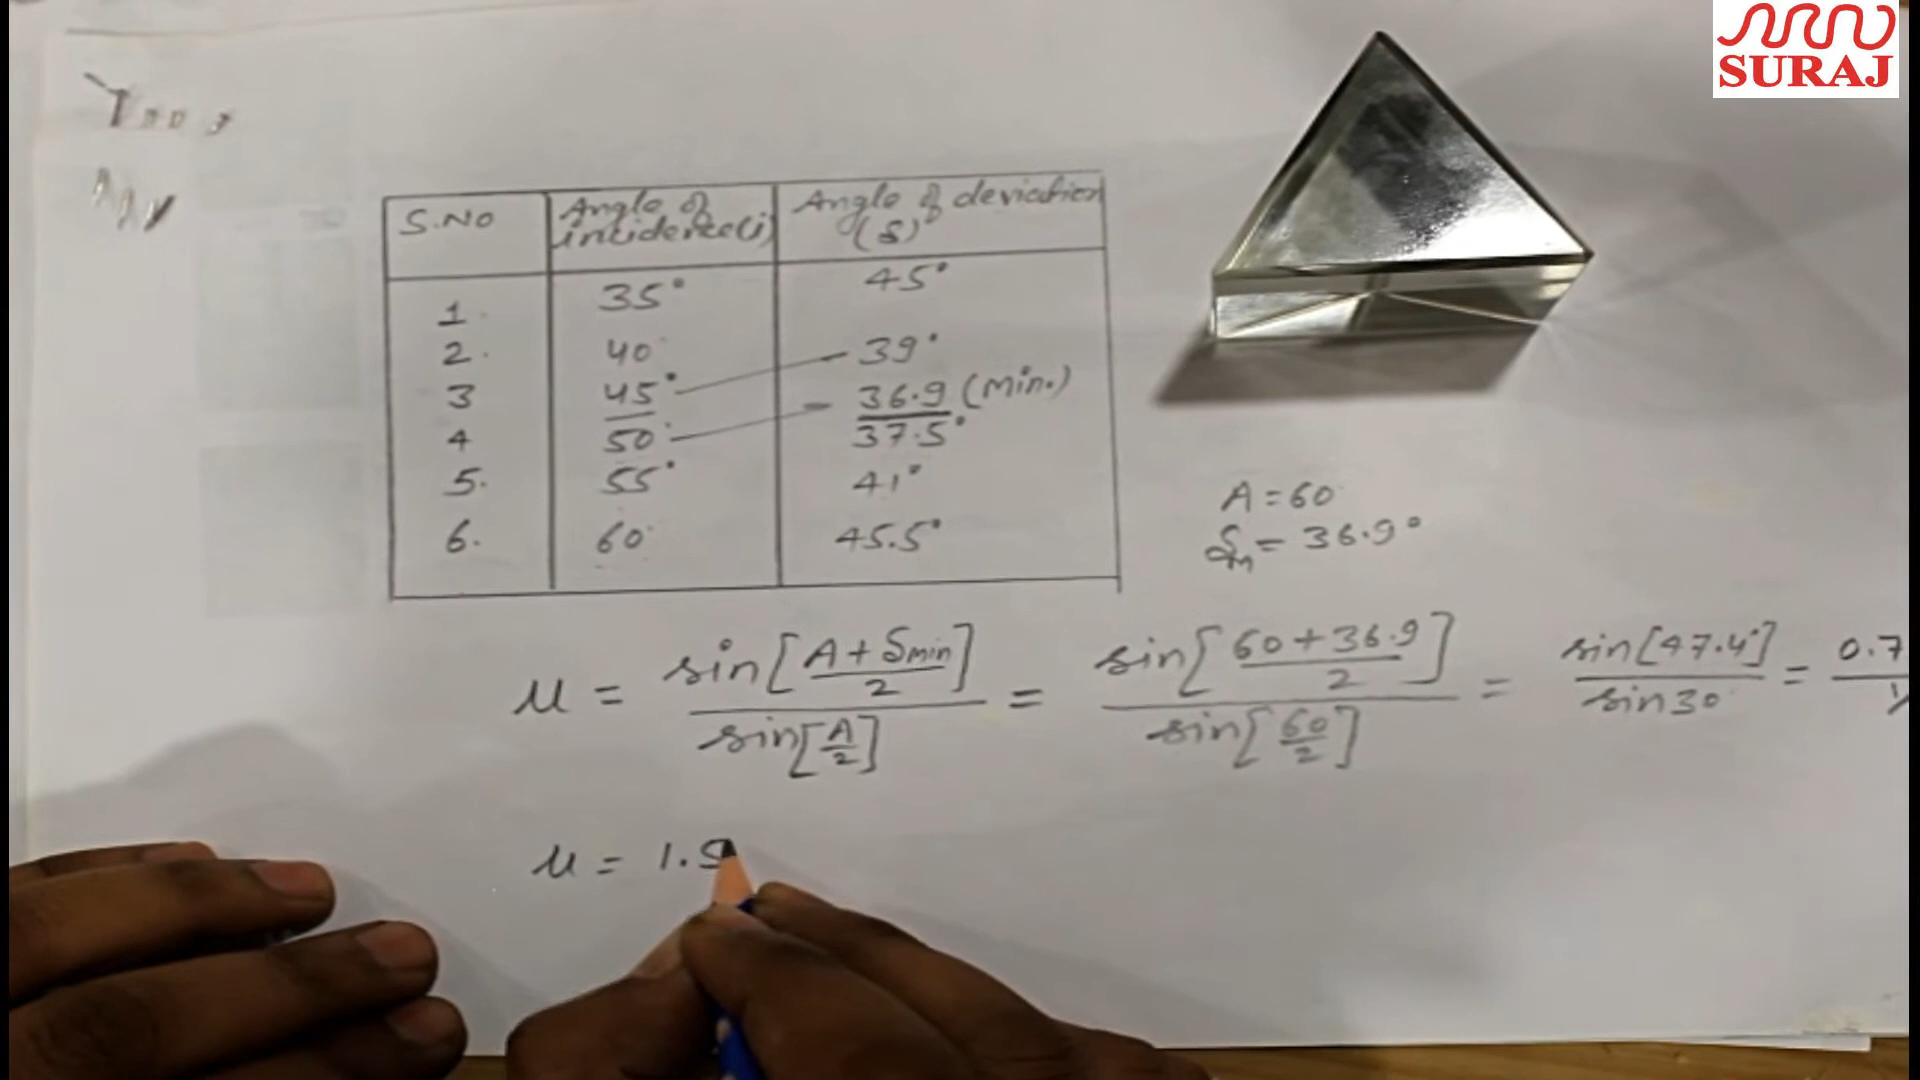 SURAJ
S.NO | Angle of incidence(i) | Angle of deviation (δ)
1. | 35° | 45°
2. | 40° | 39°
3 | 45° | 36.9 (Min.)
4 | 50° | 37.5°
5. | 55° | 41°
6. | 60° | 45.5°
A = 60°
δm = 36.9°
μ = sin[(A + δmin)/2] / sin[A/2] = sin[(60 + 36.9)/2] / sin[60/2] = sin[47.4°] / sin30° = 0.7
μ = 1.5